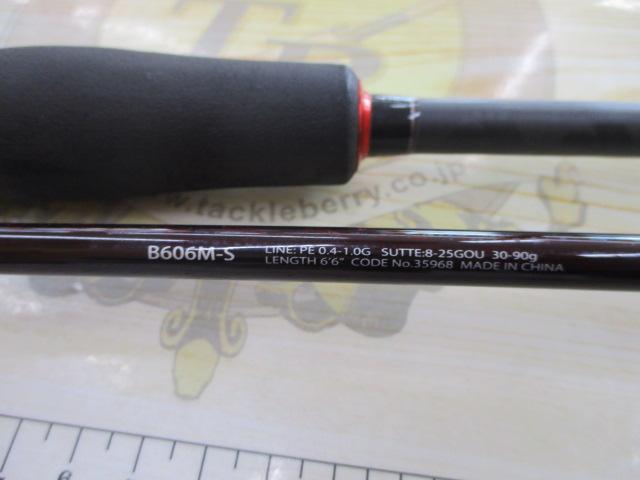 www.tackleberry.co.jp
B606M-S LINE: PE 0.4-1.0G SUTTE:8-25GOU 30-90g
LENGTH 6'6" CODE No.35968 MADE IN CHINA